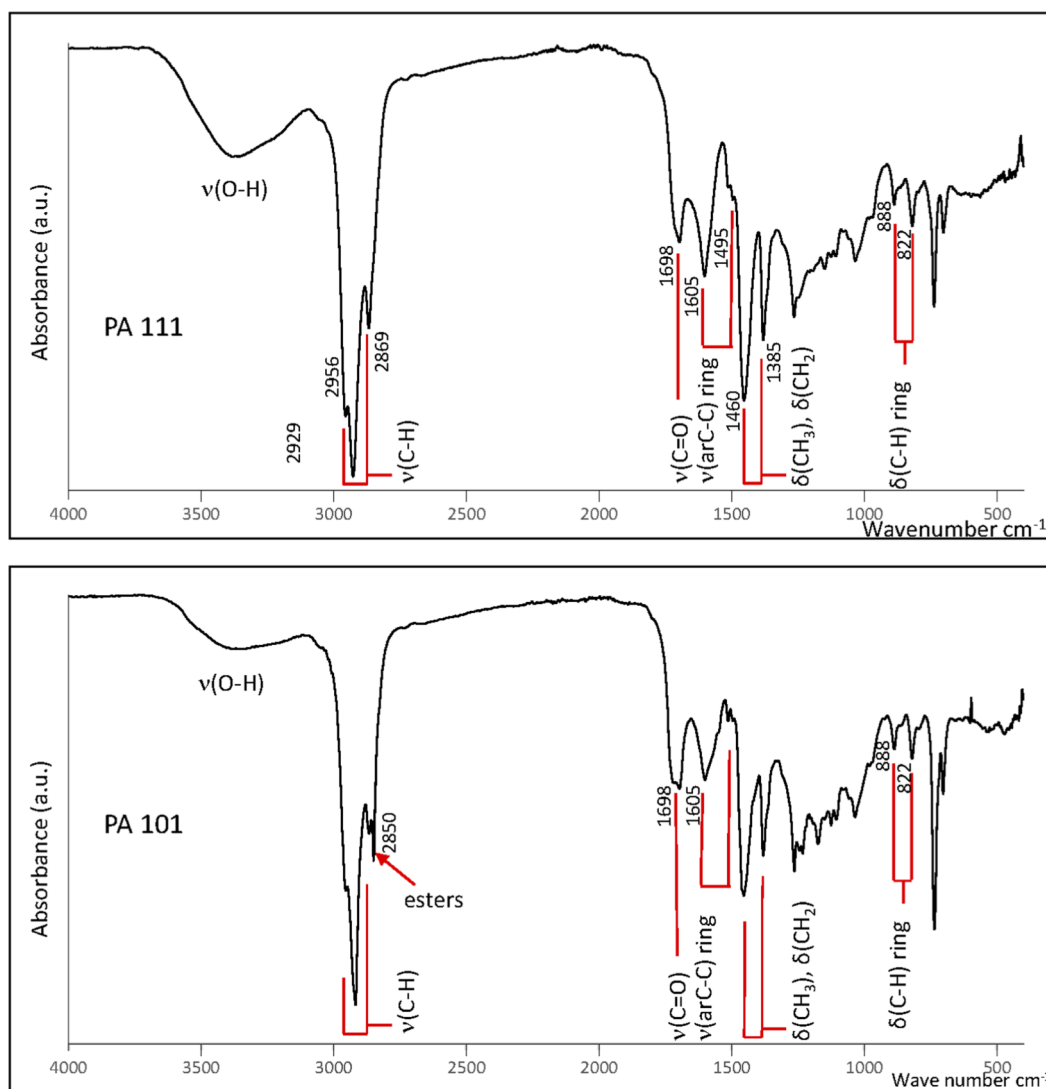 Absorbance (a.u.)
PA 111
ν(O-H)
2956
2929
2869
ν(C-H)
1698
1605
1495
1460
1385
888
822
ν(C=O)
ν(arC-C) ring
δ(CH3), δ(CH2)
δ(C-H) ring
4000 3500 3000 2500 2000 1500 1000 500
Wavenumber cm-1
Absorbance (a.u.)
PA 101
ν(O-H)
2850
esters
ν(C-H)
1698
1605
888
822
ν(C=O)
ν(arC-C) ring
δ(CH3), δ(CH2)
δ(C-H) ring
4000 3500 3000 2500 2000 1500 1000 500
Wave number cm-1